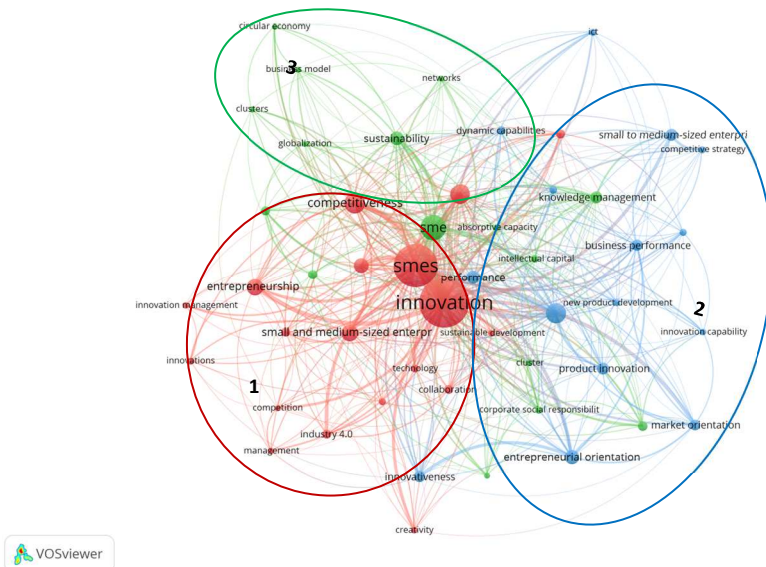 circular economy
ict
business model
3
networks
clusters
dynamic capabilities
small to medium-sized enterpri
sustainability
globalization
competitive strategy
knowledge management
competitiveness
sme
absorptive capacity
business performance
intellectual capital
smes
performance
entrepreneurship
innovation management
innovation
new product development
2
small and medium-sized enterpr
sustainable development
innovation capability
innovations
cluster
technology
product innovation
1
collaboration
competition
corporate social responsibilit
market orientation
industry 4.0
management
entrepreneurial orientation
innovativeness
creativity
VOSviewer